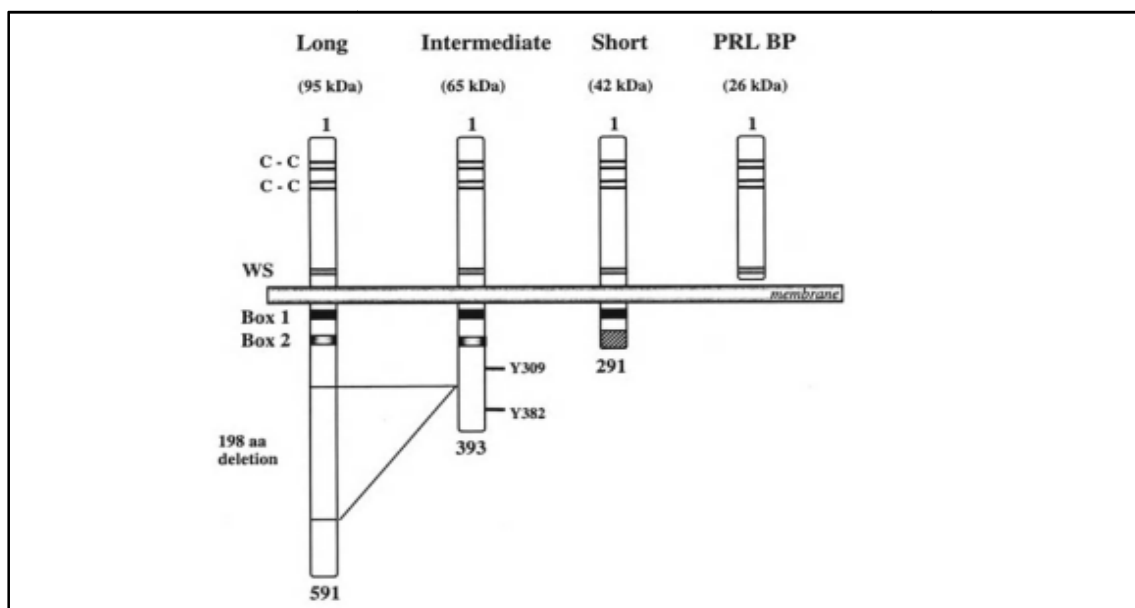 Long Intermediate Short PRL BP
(95 kDa) (65 kDa) (42 kDa) (26 kDa)
1 1 1 1
C - C
C - C
WS
membrane
Box 1
Box 2
Y309
291
Y382
198 aa
deletion
393
591